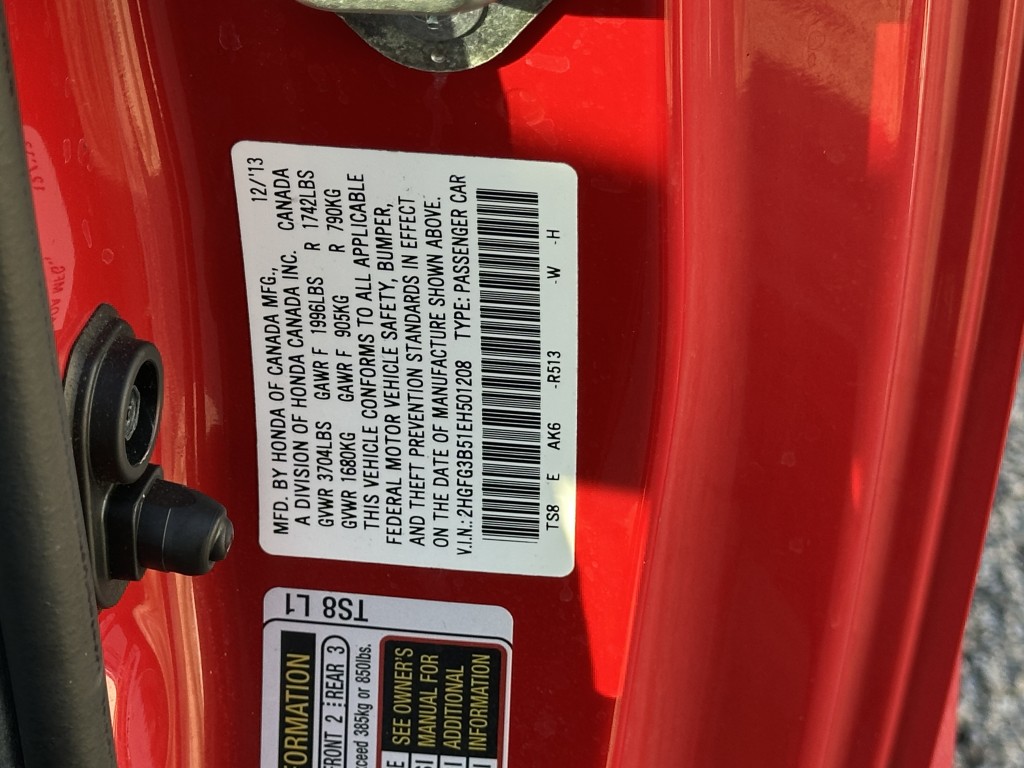 MFD. BY HONDA OF CANADA MFG., 12/13
A DIVISION OF HONDA CANADA INC. CANADA
GVWR 3704LBS GAWR F 1996LBS R 1742LBS
GVWR 1680KG GAWR F 905KG R 790KG
THIS VEHICLE CONFORMS TO ALL APPLICABLE
FEDERAL MOTOR VEHICLE SAFETY, BUMPER,
AND THEFT PREVENTION STANDARDS IN EFFECT
ON THE DATE OF MANUFACTURE SHOWN ABOVE.
V.I.N.: 2HGFG3B51EH501208 TYPE: PASSENGER CAR
TS8 E AK6 -R513 -W -H
TS8 L1
FRONT 2 REAR 3
385kg or 850lbs.
SEE OWNER'S
MANUAL FOR
ADDITIONAL
INFORMATION